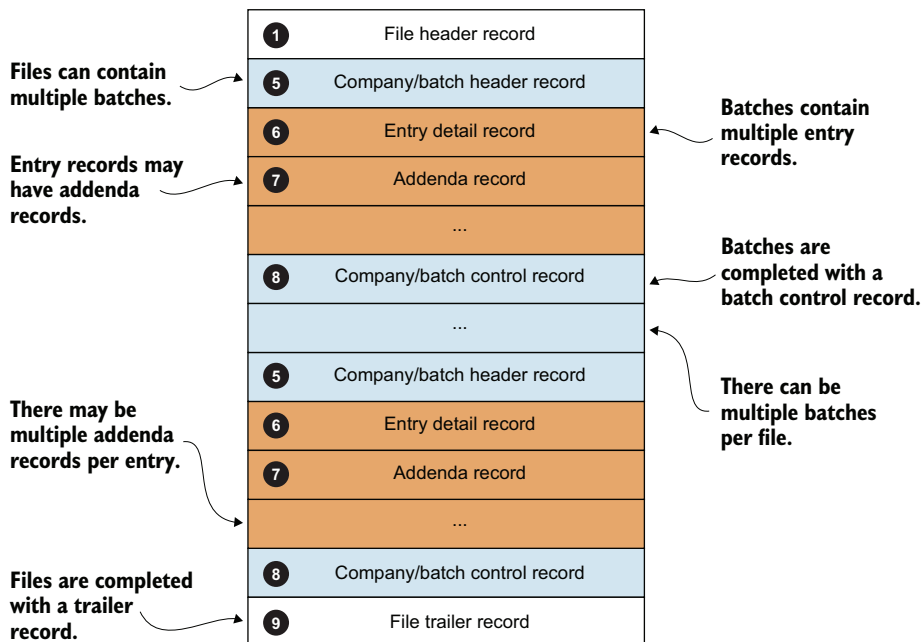 1 File header record
Files can contain
multiple batches.
5 Company/batch header record
6 Entry detail record
Batches contain
multiple entry
records.
Entry records may
have addenda
records.
7 Addenda record
...
8 Company/batch control record
Batches are
completed with a
batch control record.
...
5 Company/batch header record
There can be
multiple batches
per file.
There may be
multiple addenda
records per entry.
6 Entry detail record
7 Addenda record
...
8 Company/batch control record
Files are completed
with a trailer
record.
9 File trailer record